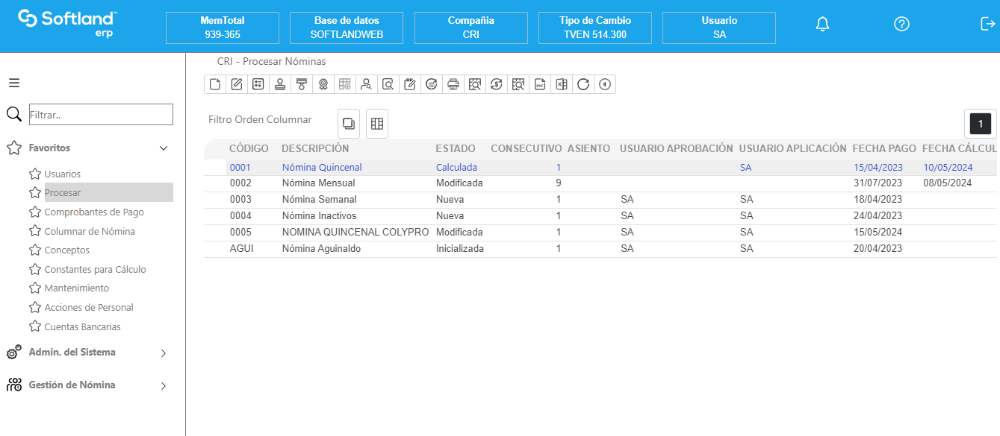 Softland
erp
MemTotal
939-365
Base de datos
SOFTLANDWEB
Compañia
CRI
Tipo de Cambio
TVEN 514.300
Usuario
SA
CRI - Procesar Nóminas
Filtrar..
Filtro Orden Columnar
1
Favoritos
Usuarios
Procesar
Comprobantes de Pago
Columnar de Nómina
Conceptos
Constantes para Cálculo
Mantenimiento
Acciones de Personal
Cuentas Bancarias
Admin. del Sistema
Gestión de Nómina
CÓDIGO DESCRIPCIÓN ESTADO CONSECUTIVO ASIENTO USUARIO APROBACIÓN USUARIO APLICACIÓN FECHA PAGO FECHA CÁLCUL
0001 Nómina Quincenal Calculada 1 SA 15/04/2023 10/05/2024
0002 Nómina Mensual Modificada 9 31/07/2023 08/05/2024
0003 Nómina Semanal Nueva 1 SA SA 18/04/2023
0004 Nómina Inactivos Nueva 1 SA SA 24/04/2023
0005 NOMINA QUINCENAL COLYPRO Modificada 1 SA SA 15/05/2024
AGUI Nómina Aguinaldo Inicializada 1 SA SA 20/04/2023